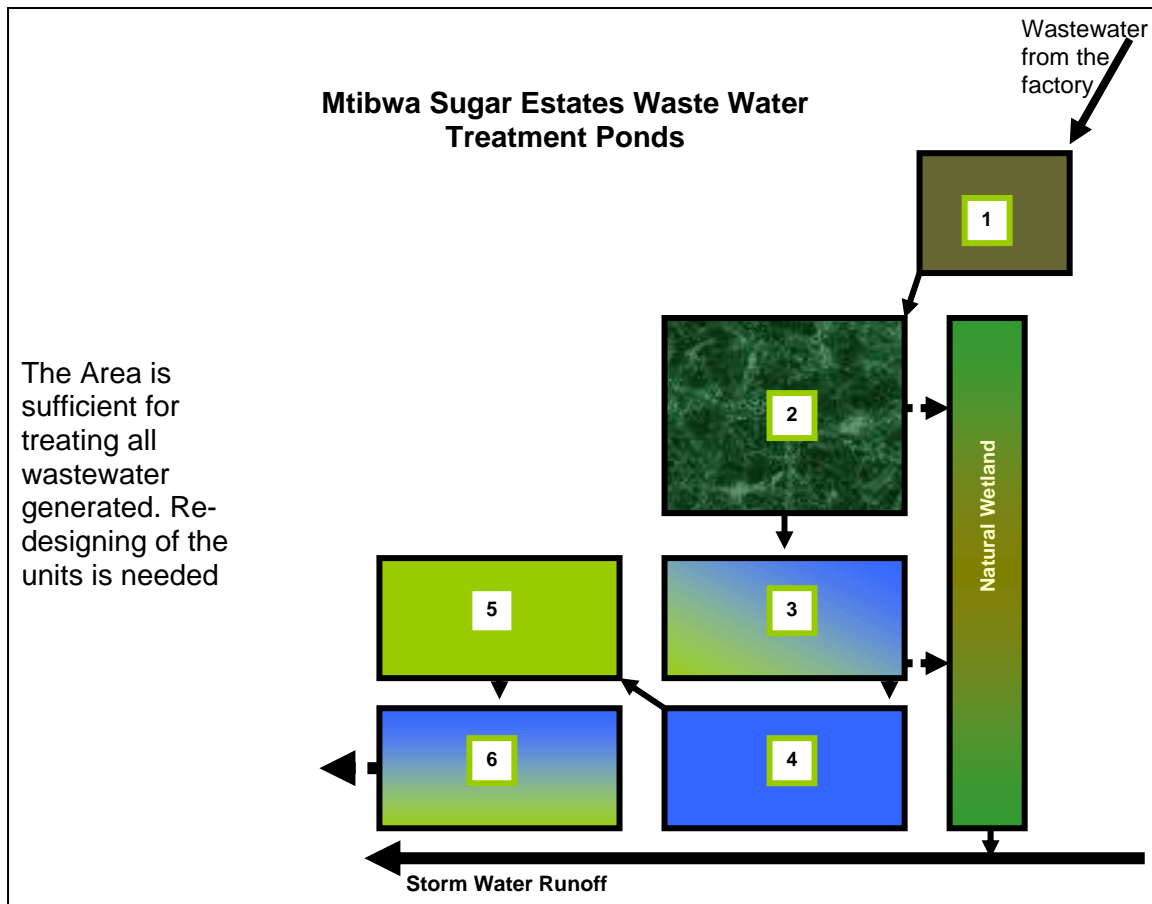 Wastewater
from the
factory
Mtibwa Sugar Estates Waste Water
Treatment Ponds
1
The Area is
sufficient for
treating all
wastewater
generated. Re-
designing of the
units is needed
2
Natural Wetland
5
3
6
4
Storm Water Runoff